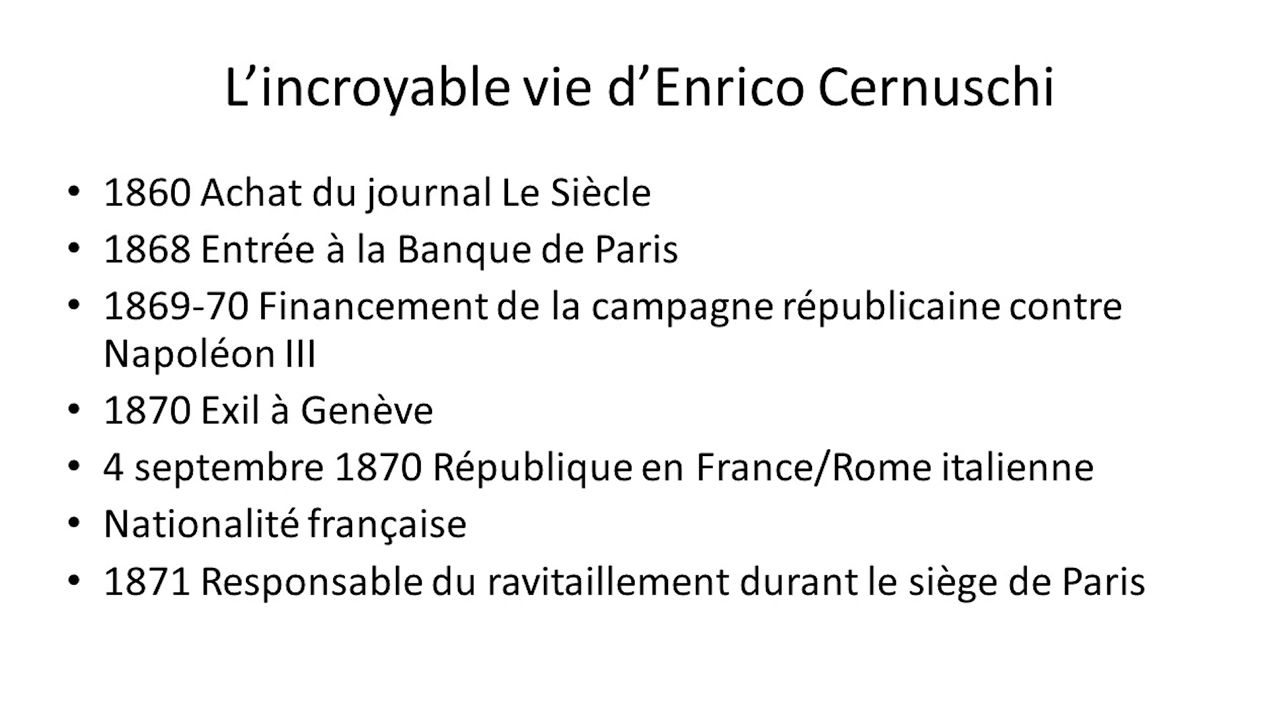 L’incroyable vie d’Enrico Cernuschi
• 1860 Achat du journal Le Siècle
• 1868 Entrée à la Banque de Paris
• 1869-70 Financement de la campagne républicaine contre
Napoléon III
• 1870 Exil à Genève
• 4 septembre 1870 République en France/Rome italienne
• Nationalité française
• 1871 Responsable du ravitaillement durant le siège de Paris